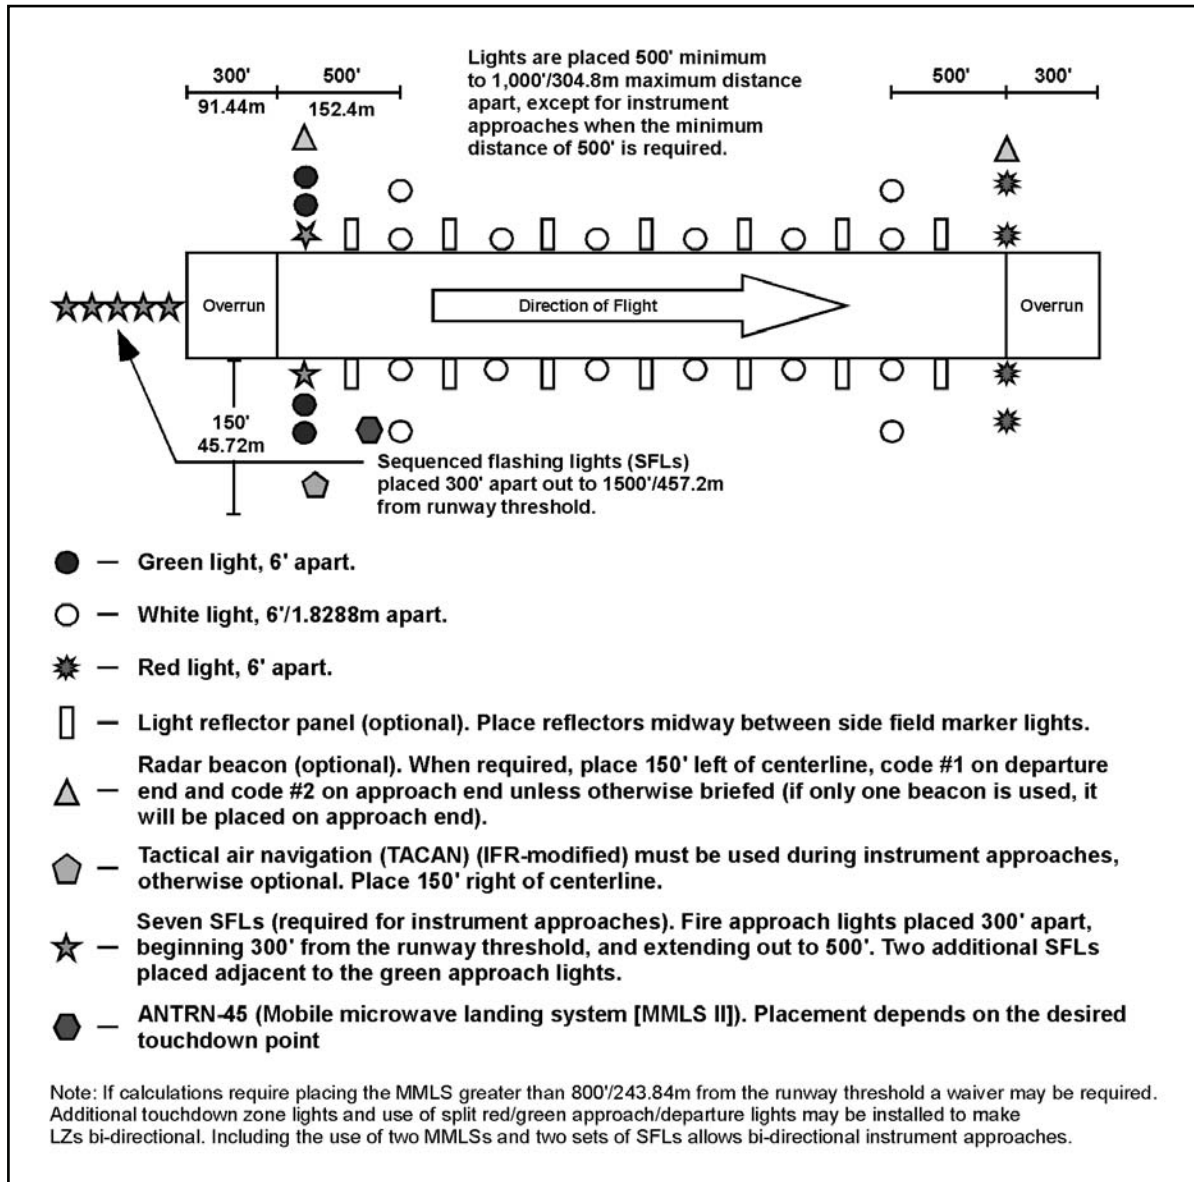 300'
500'
91.44m
152.4m
Lights are placed 500' minimum
to 1,000'/304.8m maximum distance
apart, except for instrument
approaches when the minimum
distance of 500' is required.
500'
300'
Overrun
Direction of Flight
Overrun
150'
45.72m
Sequenced flashing lights (SFLs)
placed 300' apart out to 1500'/457.2m
from runway threshold.
— Green light, 6' apart.
— White light, 6'/1.8288m apart.
— Red light, 6' apart.
— Light reflector panel (optional). Place reflectors midway between side field marker lights.
Radar beacon (optional). When required, place 150' left of centerline, code #1 on departure
— end and code #2 on approach end unless otherwise briefed (if only one beacon is used, it
will be placed on approach end).
— Tactical air navigation (TACAN) (IFR-modified) must be used during instrument approaches,
otherwise optional. Place 150' right of centerline.
Seven SFLs (required for instrument approaches). Fire approach lights placed 300' apart,
— beginning 300' from the runway threshold, and extending out to 500'. Two additional SFLs
placed adjacent to the green approach lights.
— ANTRN-45 (Mobile microwave landing system [MMLS II]). Placement depends on the desired
touchdown point
Note: If calculations require placing the MMLS greater than 800'/243.84m from the runway threshold a waiver may be required.
Additional touchdown zone lights and use of split red/green approach/departure lights may be installed to make
LZs bi-directional. Including the use of two MMLSs and two sets of SFLs allows bi-directional instrument approaches.